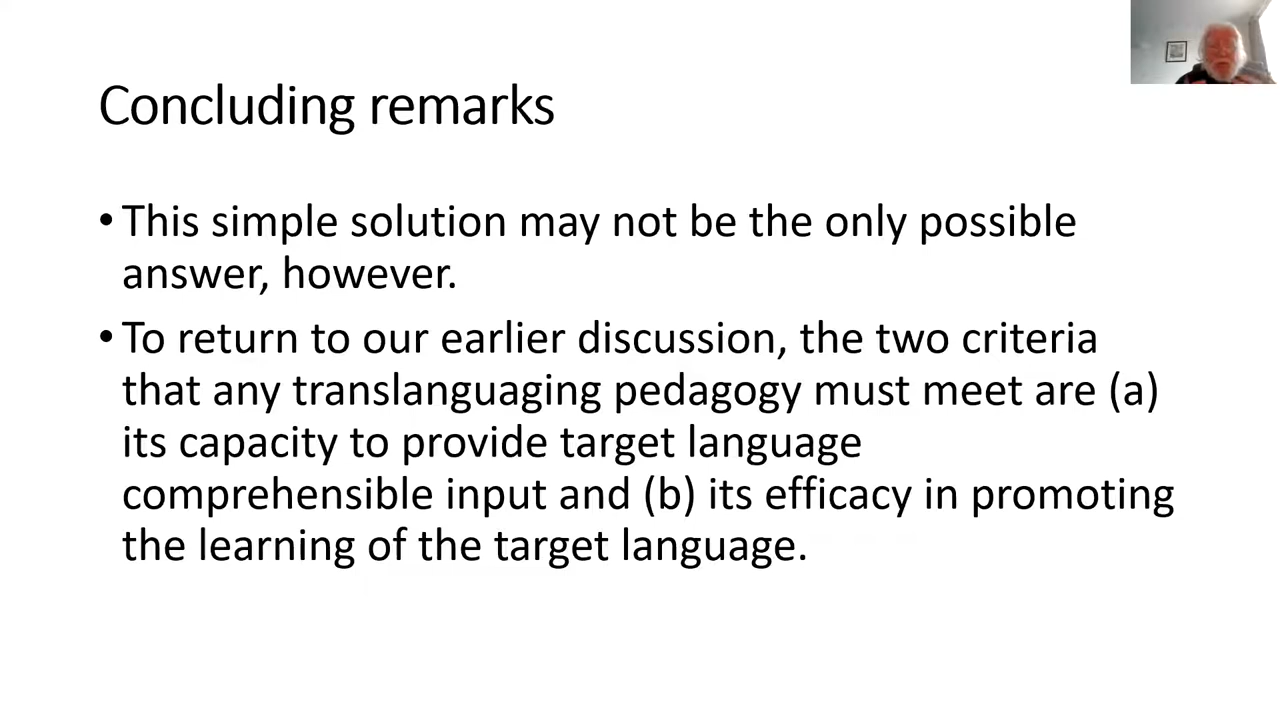 Concluding remarks
• This simple solution may not be the only possible
answer, however.
• To return to our earlier discussion, the two criteria
that any translanguaging pedagogy must meet are (a)
its capacity to provide target language
comprehensible input and (b) its efficacy in promoting
the learning of the target language.